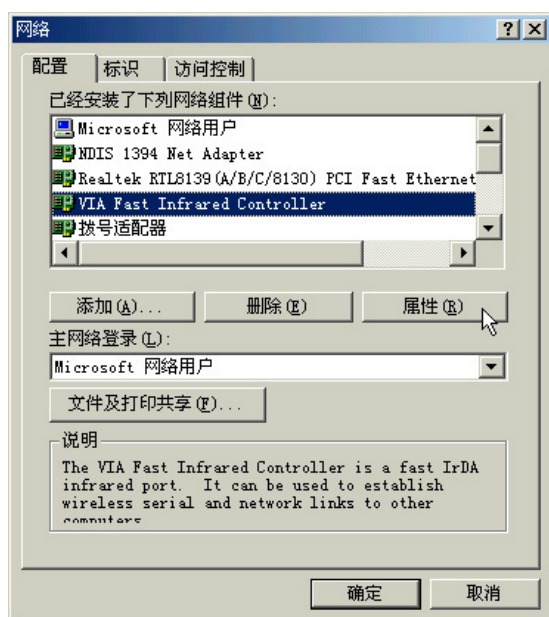 网络
配置 标识 访问控制
已经安装了下列网络组件(N):
Microsoft 网络用户
NDIS 1394 Net Adapter
Realtek RTL8139(A/B/C/8130) PCI Fast Ethernet
VIA Fast Infrared Controller
拨号适配器
添加(A)... 删除(E) 属性(R)
主网络登录(L):
Microsoft 网络用户
文件及打印共享(F)...
说明
The VIA Fast Infrared Controller is a fast IrDA
infrared port. It can be used to establish
wireless serial and network links to other
computers
确定 取消